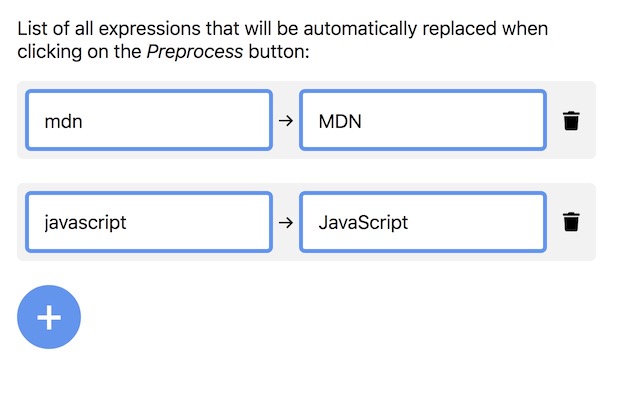 List of all expressions that will be automatically replaced when
clicking on the Preprocess button:
mdn → MDN
javascript → JavaScript
+